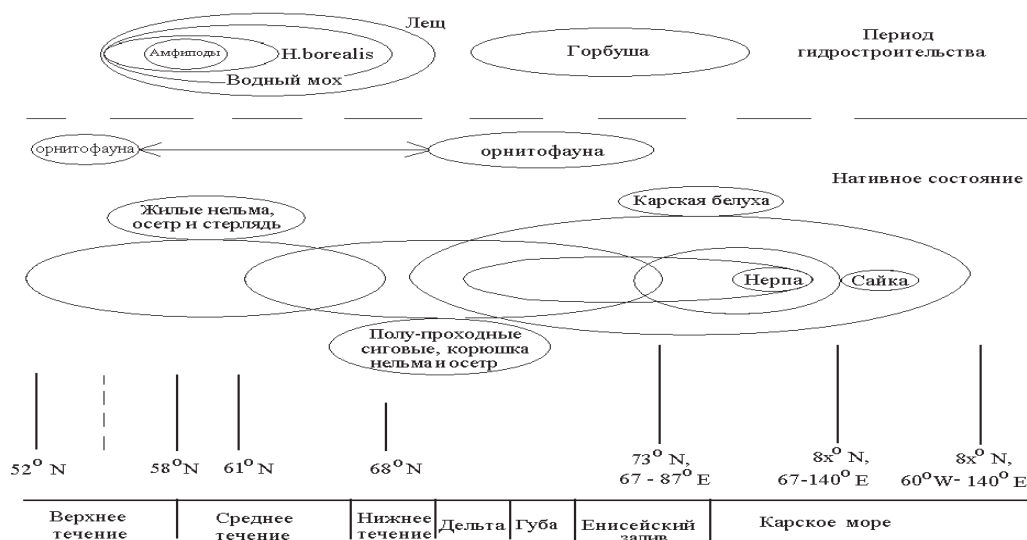 Лещ
Амфиподы
H.borealis
Водный мох
Горбуша
Период
гидростроительства
орнитофауна
орнитофауна
Нативное состояние
Жилые нельма,
осетр и стерлядь
Карская белуха
Нерпа
Сайка
Полу-проходные
сиговые, корюшка
нельма и осетр
52° N
58° N
61° N
68° N
73° N,
67 - 87° E
8x° N,
67-140° E
8x° N,
60°W- 140° E
Верхнее
течение
Среднее
течение
Нижнее
течение
Дельта
Губа
Енисейский
залив
Карское море